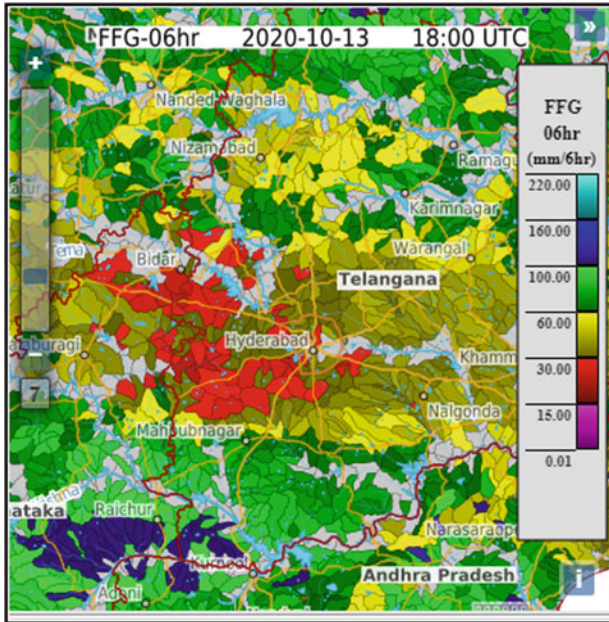 FFG-06hr 2020-10-13 18:00 UTC
»
+
Nanded Waghala
Nizamabad
Ramagu
Karimnagar
Warangal
Bidar
Telangana
Hyderabad
Khamm
Nalgonda
Mahbubnagar
Raichur
Narasaraope
Kurnool
Andhra Pradesh
Adoni
–
7
FFG
06hr
(mm/6hr)
220.00
160.00
100.00
60.00
30.00
15.00
0.01
i